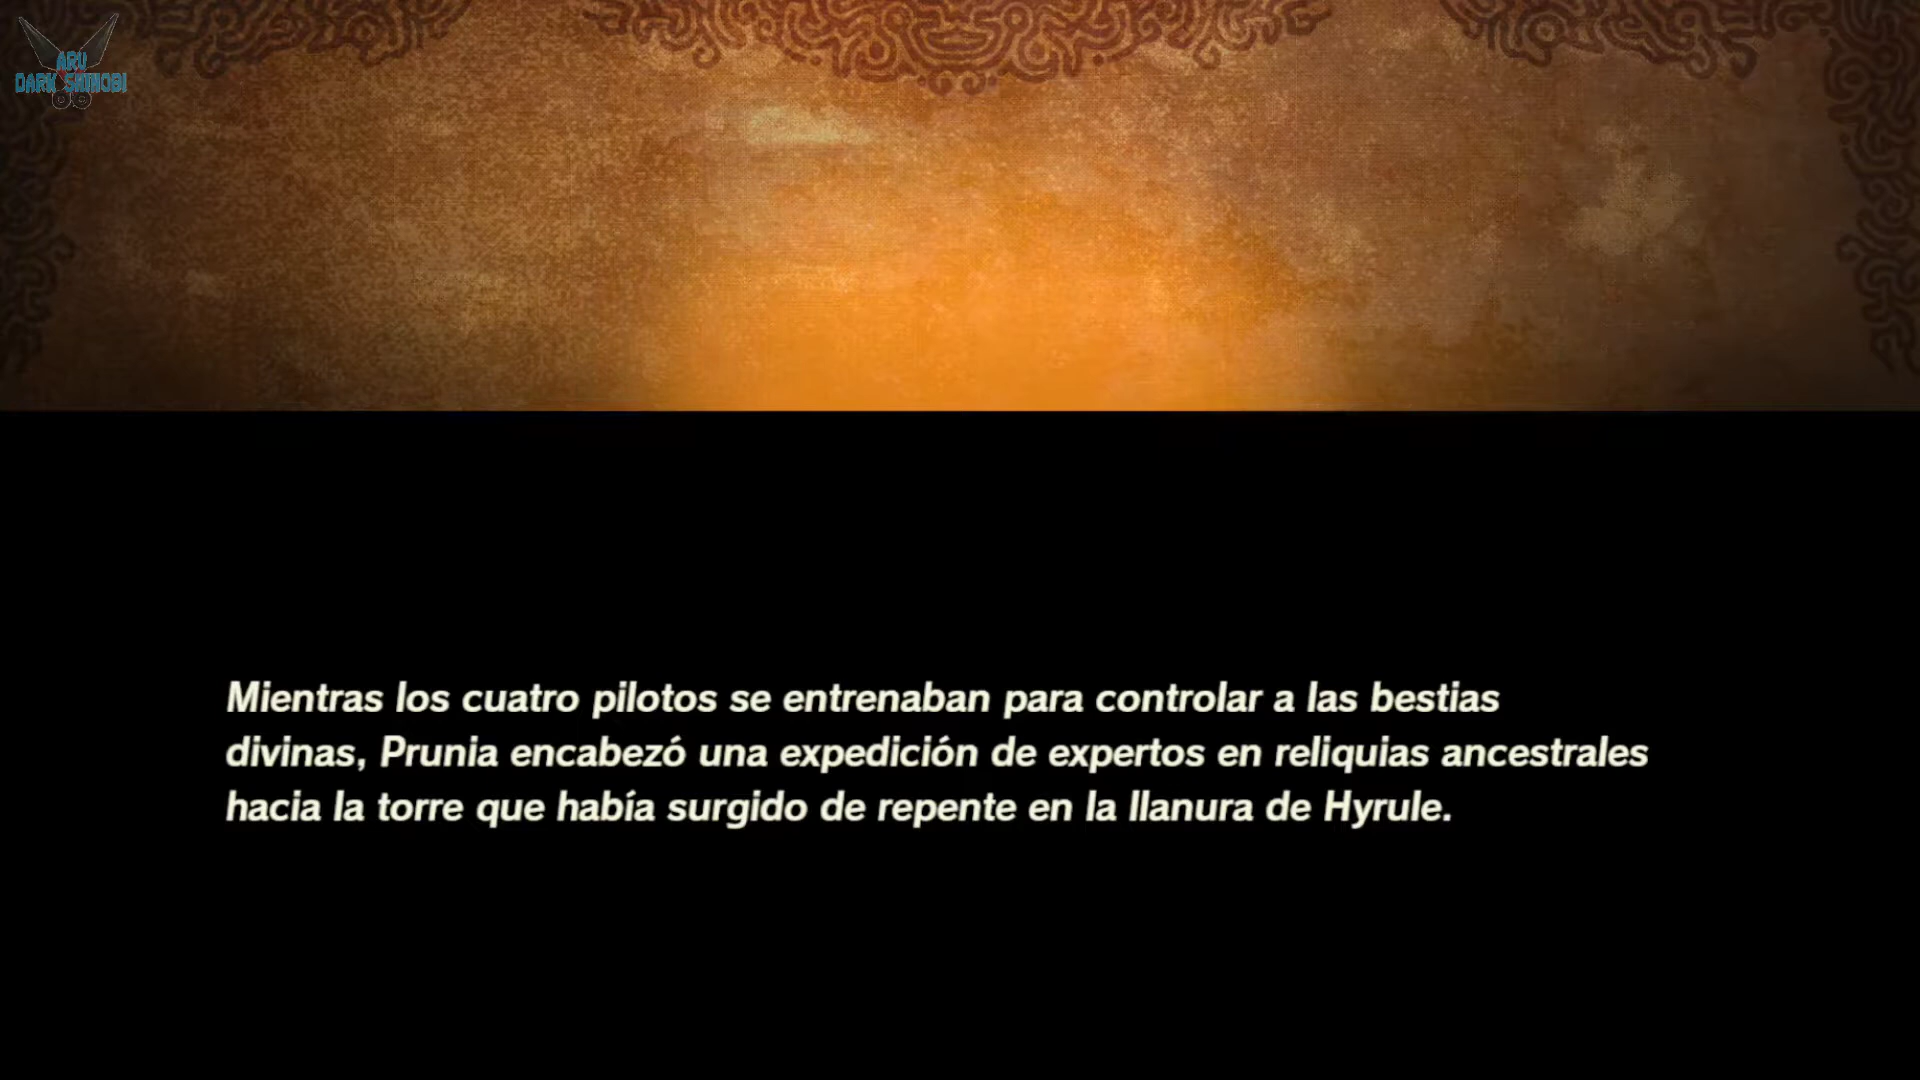 ARU
DARK SHINOBI
Mientras los cuatro pilotos se entrenaban para controlar a las bestias
divinas, Prunia encabezó una expedición de expertos en reliquias ancestrales
hacia la torre que había surgido de repente en la llanura de Hyrule.